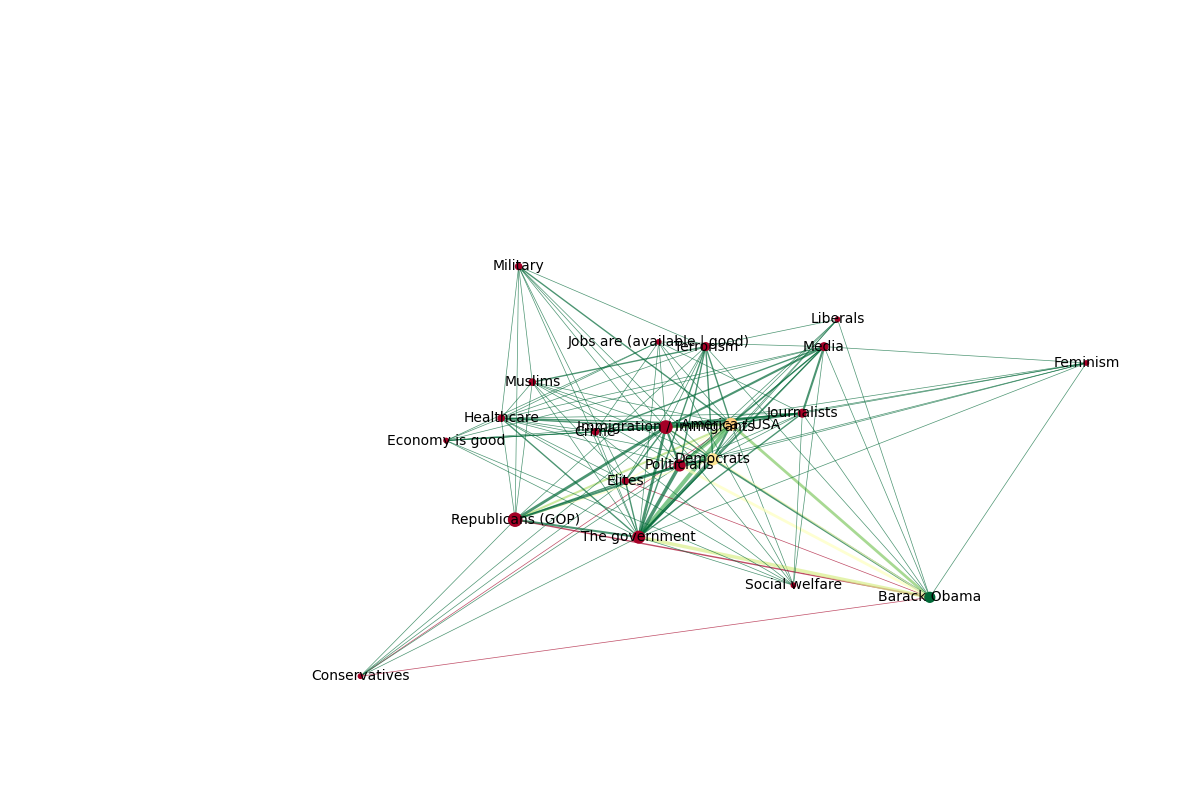 Military
Liberals
Jobs are (available | good)
Terrorism
Media
Feminism
Muslims
Healthcare
Journalists
Immigration / Immigrants
America / USA
Crime
Economy is good
Democrats
Politicians
Elites
Republicans (GOP)
The government
Social welfare
Barack Obama
Conservatives